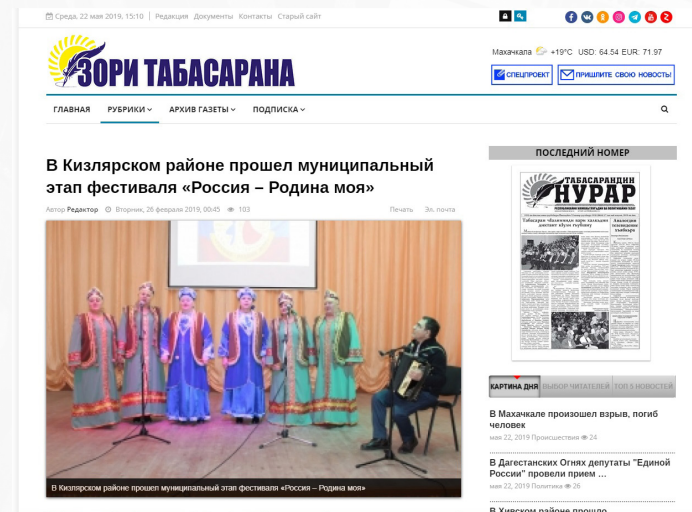 Среда, 22 мая 2019, 15:10 Редакция Документы Контакты Старый сайт
ЗОРИ ТАБАСАРАНА
Махачкала +19°C USD: 64.54 EUR: 71.97
СПЕЦПРОЕКТ ПРИШЛИТЕ СВОЮ НОВОСТЬ!
ГЛАВНАЯ РУБРИКИ АРХИВ ГАЗЕТЫ ПОДПИСКА
В Кизлярском районе прошел муниципальный
этап фестиваля «Россия – Родина моя»
Автор Редактор Вторник, 26 февраля 2019, 00:45 103 Печать Эл. почта
В Кизлярском районе прошел муниципальный этап фестиваля «Россия – Родина моя»
ПОСЛЕДНИЙ НОМЕР
ТАБАСАРАНДИН
НУРАР
КАРТИНА ДНЯ ВЫБОР ЧИТАТЕЛЕЙ ТОП 5 НОВОСТЕЙ
В Махачкале произошел взрыв, погиб
человек
мая 22, 2019 Происшествия 24
В Дагестанских Огнях депутаты "Единой
России" провели прием …
мая 22, 2019 Политика 26
В Хивском районе прошло